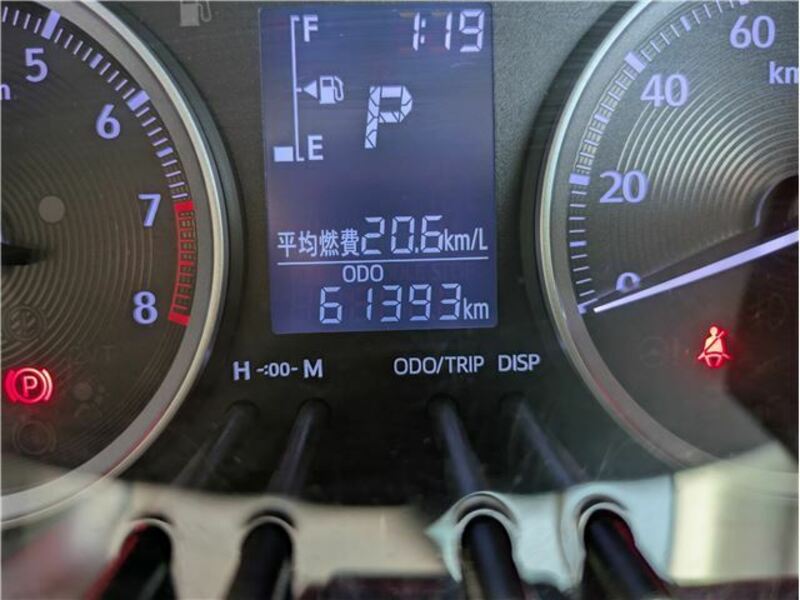 F
1:19
P
E
平均燃費20.6km/L
ODO
61393km
5
6
7
8
P
60
km
40
20
0
H -:00- M
ODO/TRIP DISP